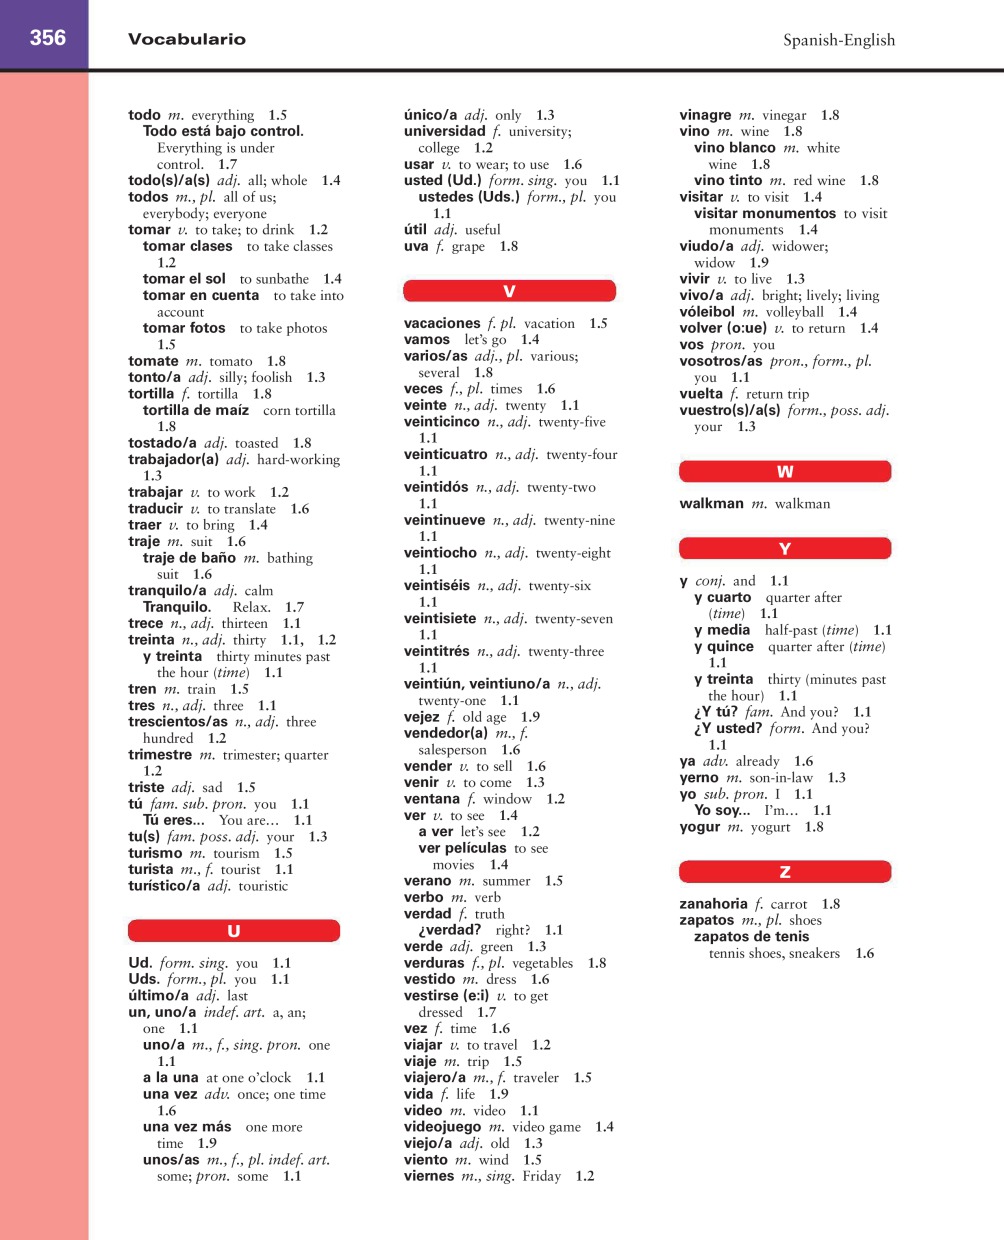 356
Vocabulario
Spanish-English
todo m. everything 1.5
Todo está bajo control.
Everything is under
control. 1.7
todo(s)/a(s) adj. all; whole 1.4
todos m., pl. all of us;
everybody; everyone
tomar v. to take; to drink 1.2
tomar clases to take classes
1.2
tomar el sol to sunbathe 1.4
tomar en cuenta to take into
account
tomar fotos to take photos
1.5
tomate m. tomato 1.8
tonto/a adj. silly; foolish 1.3
tortilla f. tortilla 1.8
tortilla de maíz corn tortilla
1.8
tostado/a adj. toasted 1.8
trabajador(a) adj. hard-working
1.3
trabajar v. to work 1.2
traducir v. to translate 1.6
traer v. to bring 1.4
traje m. suit 1.6
traje de baño m. bathing
suit 1.6
tranquilo/a adj. calm
Tranquilo. Relax. 1.7
trece n., adj. thirteen 1.1
treinta n., adj. thirty 1.1, 1.2
y treinta thirty minutes past
the hour (time) 1.1
tren m. train 1.5
tres n., adj. three 1.1
trescientos/as n., adj. three
hundred 1.2
trimestre m. trimester; quarter
1.2
triste adj. sad 1.5
tú fam. sub. pron. you 1.1
Tú eres... You are… 1.1
tu(s) fam. poss. adj. your 1.3
turismo m. tourism 1.5
turista m., f. tourist 1.1
turístico/a adj. touristic
U
Ud. form. sing. you 1.1
Uds. form., pl. you 1.1
último/a adj. last
un, uno/a indef. art. a, an;
one 1.1
uno/a m., f., sing. pron. one
1.1
a la una at one o’clock 1.1
una vez adv. once; one time
1.6
una vez más one more
time 1.9
unos/as m., f., pl. indef. art.
some; pron. some 1.1
único/a adj. only 1.3
universidad f. university;
college 1.2
usar v. to wear; to use 1.6
usted (Ud.) form. sing. you 1.1
ustedes (Uds.) form., pl. you
1.1
útil adj. useful
uva f. grape 1.8
V
vacaciones f. pl. vacation 1.5
vamos let’s go 1.4
varios/as adj., pl. various;
several 1.8
veces f., pl. times 1.6
veinte n., adj. twenty 1.1
veinticinco n., adj. twenty-five
1.1
veinticuatro n., adj. twenty-four
1.1
veintidós n., adj. twenty-two
1.1
veintinueve n., adj. twenty-nine
1.1
veintiocho n., adj. twenty-eight
1.1
veintiséis n., adj. twenty-six
1.1
veintisiete n., adj. twenty-seven
1.1
veintitrés n., adj. twenty-three
1.1
veintiún, veintiuno/a n., adj.
twenty-one 1.1
vejez f. old age 1.9
vendedor(a) m., f.
salesperson 1.6
vender v. to sell 1.6
venir v. to come 1.3
ventana f. window 1.2
ver v. to see 1.4
a ver let’s see 1.2
ver películas to see
movies 1.4
verano m. summer 1.5
verbo m. verb
verdad f. truth
¿verdad? right? 1.1
verde adj. green 1.3
verduras f., pl. vegetables 1.8
vestido m. dress 1.6
vestirse (e:i) v. to get
dressed 1.7
vez f. time 1.6
viajar v. to travel 1.2
viaje m. trip 1.5
viajero/a m., f. traveler 1.5
vida f. life 1.9
video m. video 1.1
videojuego m. video game 1.4
viejo/a adj. old 1.3
viento m. wind 1.5
viernes m., sing. Friday 1.2
vinagre m. vinegar 1.8
vino m. wine 1.8
vino blanco m. white
wine 1.8
vino tinto m. red wine 1.8
visitar v. to visit 1.4
visitar monumentos to visit
monuments 1.4
viudo/a adj. widower;
widow 1.9
vivir v. to live 1.3
vivo/a adj. bright; lively; living
vóleibol m. volleyball 1.4
volver (o:ue) v. to return 1.4
vos pron. you
vosotros/as pron., form., pl.
you 1.1
vuelta f. return trip
vuestro(s)/a(s) form., poss. adj.
your 1.3
W
walkman m. walkman
Y
y conj. and 1.1
y cuarto quarter after
(time) 1.1
y media half-past (time) 1.1
y quince quarter after (time)
1.1
y treinta thirty (minutes past
the hour) 1.1
¿Y tú? fam. And you? 1.1
¿Y usted? form. And you?
1.1
ya adv. already 1.6
yerno m. son-in-law 1.3
yo sub. pron. I 1.1
Yo soy... I’m… 1.1
yogur m. yogurt 1.8
Z
zanahoria f. carrot 1.8
zapatos m., pl. shoes
zapatos de tenis
tennis shoes, sneakers 1.6